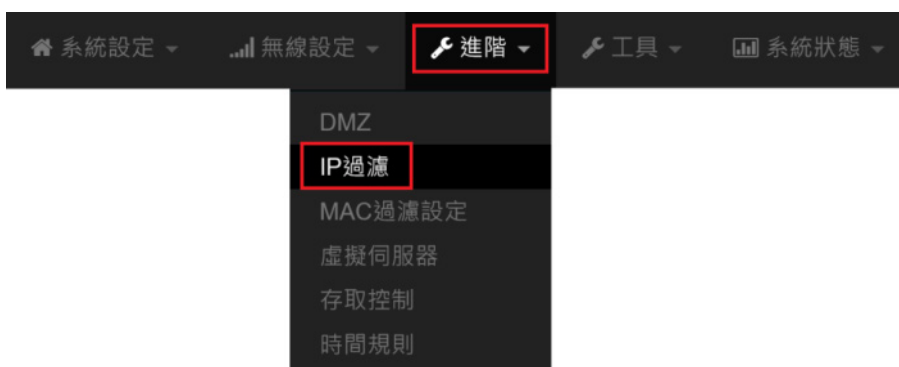 系統設定 無線設定 進階 工具 系統狀態
DMZ
IP過濾
MAC過濾設定
虛擬伺服器
存取控制
時間規則